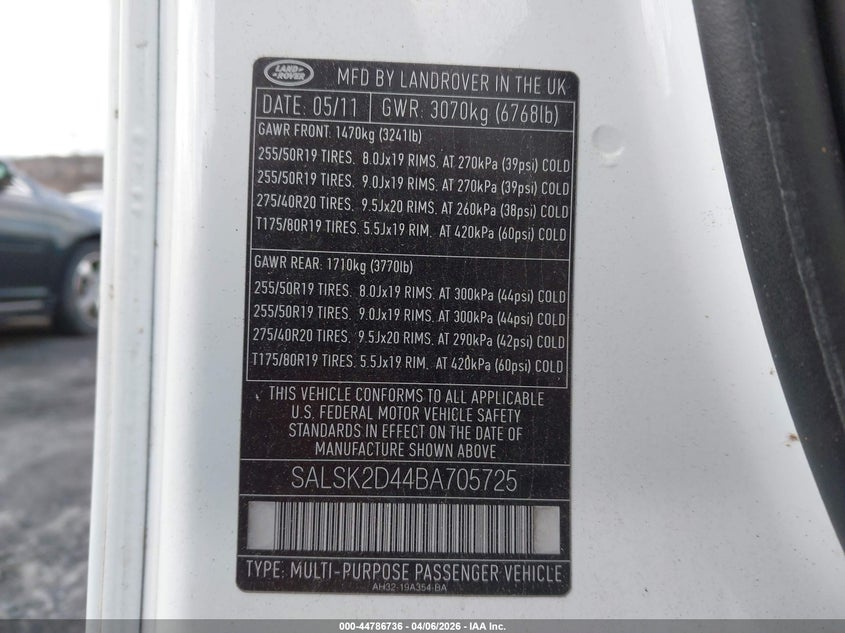 LAND ROVER
MFD BY LANDROVER IN THE UK
DATE: 05/11 GWR: 3070kg (6768lb)
GAWR FRONT: 1470kg (3241lb)
255/50R19 TIRES. 8.0Jx19 RIMS. AT 270kPa (39psi) COLD
255/50R19 TIRES. 9.0Jx19 RIMS. AT 270kPa (39psi) COLD
275/40R20 TIRES. 9.5Jx20 RIMS. AT 260kPa (38psi) COLD
T175/80R19 TIRES. 5.5Jx19 RIM. AT 420kPa (60psi) COLD
GAWR REAR: 1710kg (3770lb)
255/50R19 TIRES. 8.0Jx19 RIMS. AT 300kPa (44psi) COLD
255/50R19 TIRES. 9.0Jx19 RIMS. AT 300kPa (44psi) COLD
275/40R20 TIRES. 9.5Jx20 RIMS. AT 290kPa (42psi) COLD
T175/80R19 TIRES. 5.5Jx19 RIM. AT 420kPa (60psi) COLD
THIS VEHICLE CONFORMS TO ALL APPLICABLE
U.S. FEDERAL MOTOR VEHICLE SAFETY
STANDARDS IN EFFECT ON THE DATE OF
MANUFACTURE SHOWN ABOVE
SALSK2D44BA705725
TYPE: MULTI-PURPOSE PASSENGER VEHICLE
AH32-19A354-BA
000-44786736 - 04/06/2026 - IAA Inc.